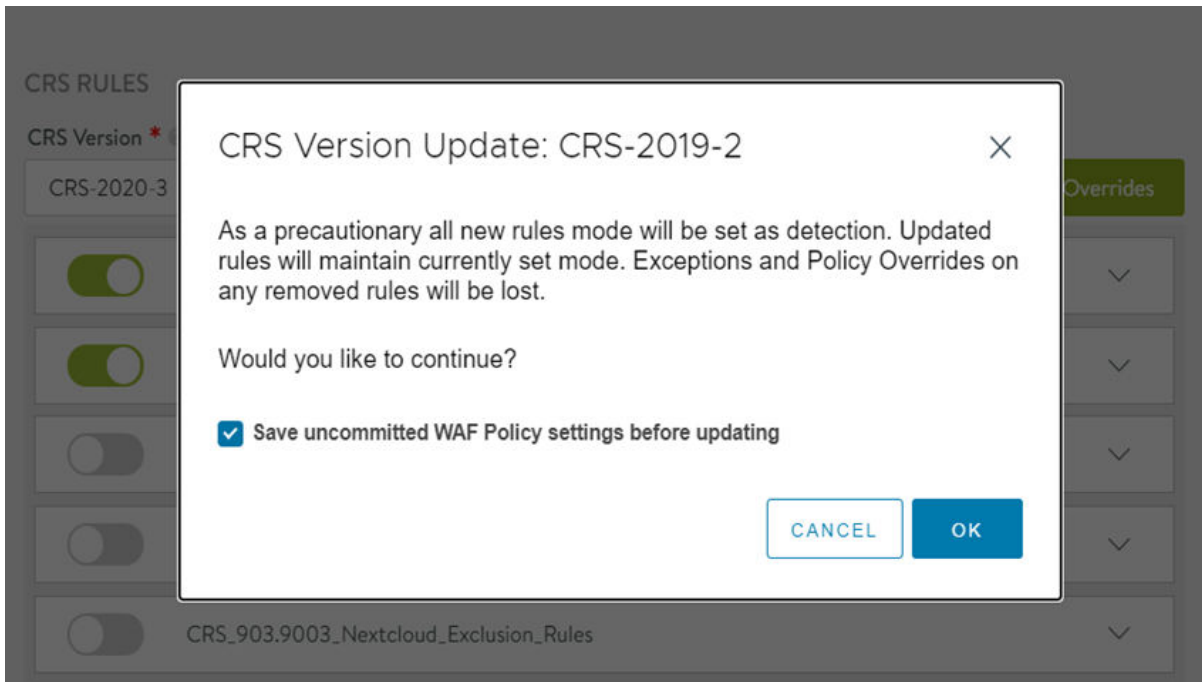 CRS RULES
CRS Version *
CRS-2020-3
Overrides
CRS Version Update: CRS-2019-2
As a precautionary all new rules mode will be set as detection. Updated
rules will maintain currently set mode. Exceptions and Policy Overrides on
any removed rules will be lost.
Would you like to continue?
Save uncommitted WAF Policy settings before updating
CANCEL
OK
CRS_903.9003_Nextcloud_Exclusion_Rules